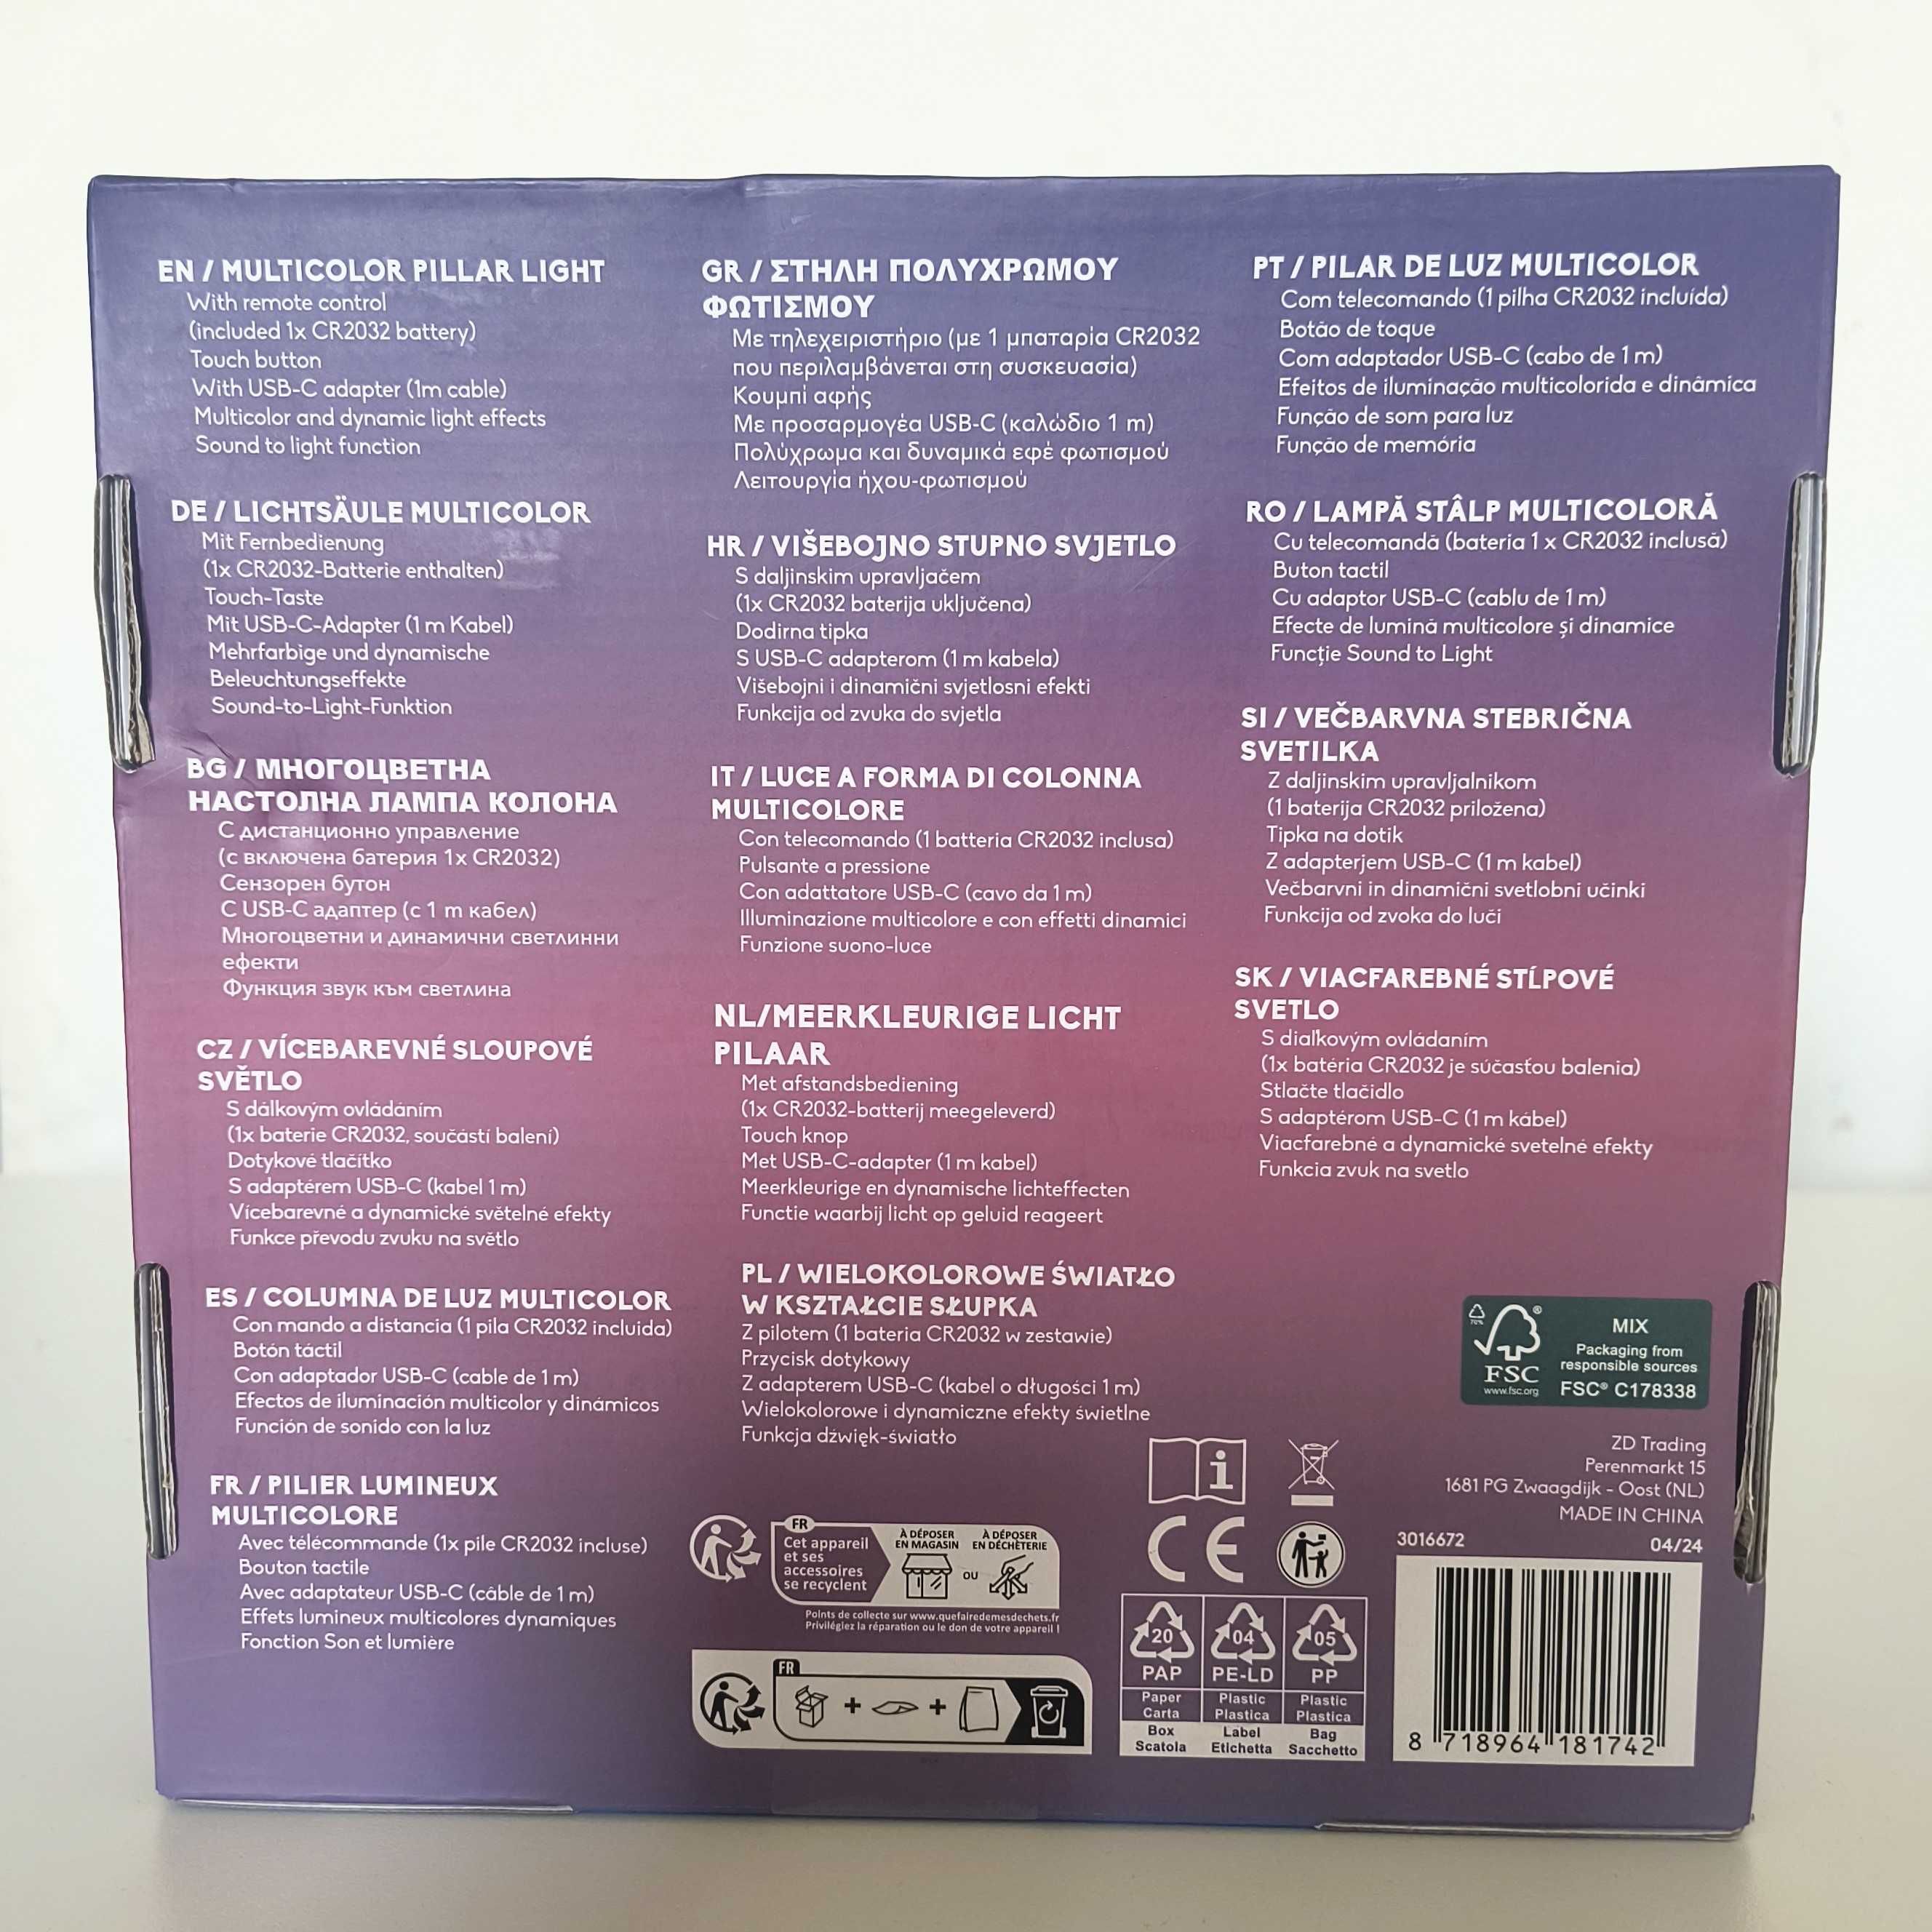 EN / MULTICOLOR PILLAR LIGHT
With remote control
(included 1x CR2032 battery)
Touch button
With USB-C adapter (1m cable)
Multicolor and dynamic light effects
Sound to light function
DE / LICHTSÄULE MULTICOLOR
Mit Fernbedienung
(1x CR2032-Batterie enthalten)
Touch-Taste
Mit USB-C-Adapter (1 m Kabel)
Mehrfarbige und dynamische
Beleuchtungseffekte
Sound-to-Light-Funktion
BG / МНОГОЦВЕТНА
НАСТОЛНА ЛАМПА КОЛОНА
С дистанционно управление
(с включена батерия 1x CR2032)
Сензорен бутон
С USB-C адаптер (с 1 m кабел)
Многоцветни и динамични светлинни
ефекти
Функция звук към светлина
CZ / VÍCEBAREVNÉ SLOUPOVÉ
SVĚTLO
S dálkovým ovládáním
(1x baterie CR2032, součástí balení)
Dotykové tlačítko
S adaptérem USB-C (kabel 1 m)
Vícebarevné a dynamické světelné efekty
Funkce převodu zvuku na světlo
ES / COLUMNA DE LUZ MULTICOLOR
Con mando a distancia (1 pila CR2032 incluida)
Botón táctil
Con adaptador USB-C (cable de 1 m)
Efectos de iluminación multicolor y dinámicos
Función de sonido con la luz
FR / PILIER LUMINEUX
MULTICOLORE
Avec télécommande (1x pile CR2032 incluse)
Bouton tactile
Avec adaptateur USB-C (câble de 1 m)
Effets lumineux multicolores dynamiques
Fonction Son et lumière
GR / ΣΤΗΛΗ ΠΟΛΥΧΡΩΜΟΥ
ΦΩΤΙΣΜΟΥ
Με τηλεχειριστήριο (με 1 μπαταρία CR2032
που περιλαμβάνεται στη συσκευασία)
Κουμπί αφής
Με προσαρμογέα USB-C (καλώδιο 1 m)
Πολύχρωμα και δυναμικά εφέ φωτισμού
Λειτουργία ήχου-φωτισμού
HR / VIŠEBOJNO STUPNO SVJETLO
S daljinskim upravljačem
(1x CR2032 baterija uključena)
Dodirna tipka
S USB-C adapterom (1 m kabela)
Višebojni i dinamični svjetlosni efekti
Funkcija od zvuka do svjetla
IT / LUCE A FORMA DI COLONNA
MULTICOLORE
Con telecomando (1 batteria CR2032 inclusa)
Pulsante a pressione
Con adattatore USB-C (cavo da 1 m)
Illuminazione multicolore e con effetti dinamici
Funzione suono-luce
NL/MEERKLEURIGE LICHT
PILAAR
Met afstandsbediening
(1x CR2032-batterij meegeleverd)
Touch knop
Met USB-C-adapter (1 m kabel)
Meerkleurige en dynamische lichteffecten
Functie waarbij licht op geluid reageert
PL / WIELOKOLOROWE ŚWIATŁO
W KSZTAŁCIE SŁUPKA
Z pilotem (1 bateria CR2032 w zestawie)
Przycisk dotykowy
Z adapterem USB-C (kabel o długości 1 m)
Wielokolorowe i dynamiczne efekty świetlne
Funkcja dźwięk-światło
PT / PILAR DE LUZ MULTICOLOR
Com telecomando (1 pilha CR2032 incluída)
Botão de toque
Com adaptador USB-C (cabo de 1 m)
Efeitos de iluminação multicolorida e dinâmica
Função de som para luz
Função de memória
RO / LAMPĂ STÂLP MULTICOLORĂ
Cu telecomandă (bateria 1 x CR2032 inclusă)
Buton tactil
Cu adaptor USB-C (cablu de 1 m)
Efecte de lumină multicolore și dinamice
Funcție Sound to Light
SI / VEČBARVNA STEBRIČNA
SVETILKA
Z daljinskim upravljalnikom
(1 baterija CR2032 priložena)
Tipka na dotik
Z adapterjem USB-C (1 m kabel)
Večbarvni in dinamični svetlobni učinki
Funkcija od zvoka do luči
SK / VIACFAREBNÉ STĹPOVÉ
SVETLO
S diaľkovým ovládaním
(1x batéria CR2032 je súčasťou balenia)
Stlačte tlačidlo
S adaptérom USB-C (1 m kábel)
Viacfarebné a dynamické svetelné efekty
Funkcia zvuk na svetlo
70%
FSC
www.fsc.org
MIX
Packaging from
responsible sources
FSC® C178338
ZD Trading
Perenmarkt 15
1681 PG Zwaagdijk - Oost (NL)
MADE IN CHINA
3016672
04/24
8 718964 181742
FR
Cet appareil
et ses
accessoires
se recyclent
À DÉPOSER
EN MAGASIN
OU
À DÉPOSER
EN DÉCHÈTERIE
Points de collecte sur www.quefairedemesdechets.fr
Privilégiez la réparation ou le don de votre appareil !
FR
+ +
i
CE
20
PAP
Paper
Carta
Box
Scatola
04
PE-LD
Plastic
Plastica
Label
Etichetta
05
PP
Plastic
Plastica
Bag
Sacchetto